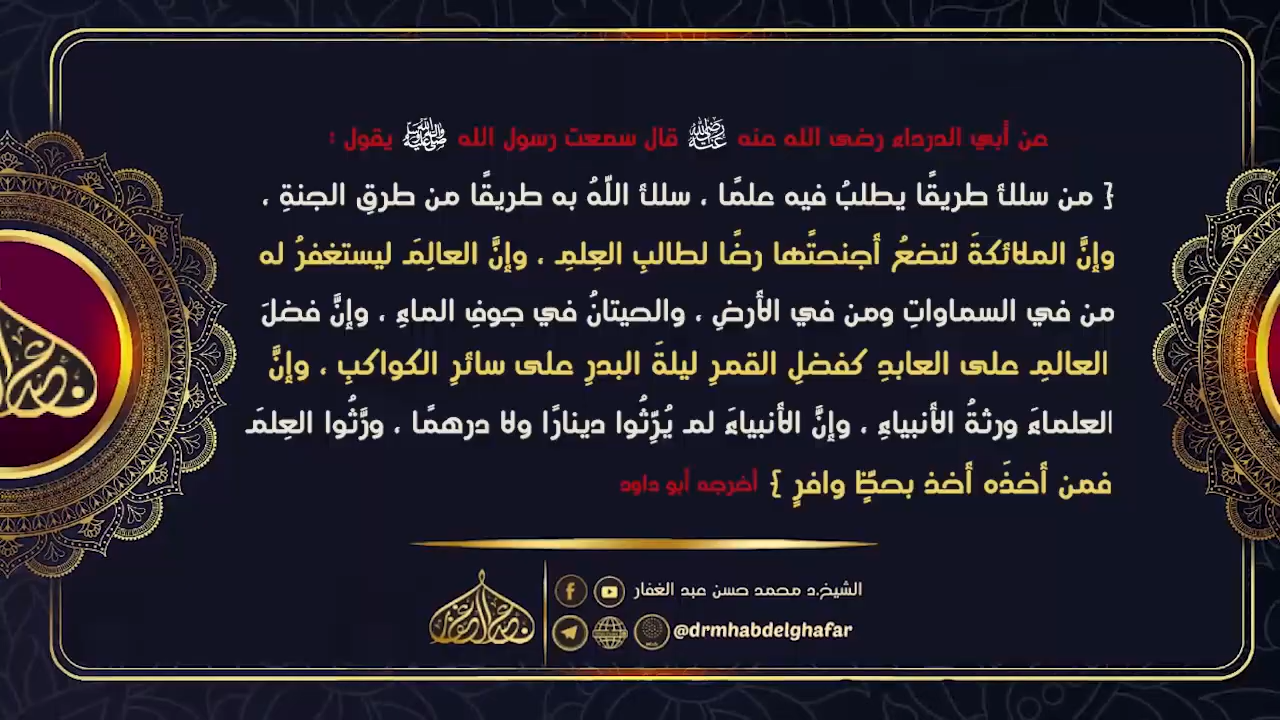 عن أبي الدرداء رضى الله عنه ﵁ قال سمعت رسول الله ﷺ يقول :
{ من سلك طريقًا يطلبُ فيه علمًا ، سلك اللّهُ به طريقًا من طرقِ الجنةِ ،
وإنَّ الملائكةَ لتضعُ أجنحتَها رضًا لطالبِ العِلمِ ، وإنَّ العالِمَ ليستغفرُ له
من في السماواتِ ومن في الأرضِ ، والحيتانُ في جوفِ الماءِ ، وإنَّ فضلَ
العالمِ على العابدِ كفضلِ القمرِ ليلةَ البدرِ على سائرِ الكواكبِ ، وإنَّ
العلماءَ ورثةُ الأنبياءِ ، وإنَّ الأنبياءَ لم يُرِّثُوا دينارًا ولا درهمًا ، ورَّثُوا العِلمَ
فمن أخذَه أخذ بحظٍّ وافرٍ } أخرجه أبو داود
الشيخ.د محمد حسن عبد الغفار
@drmhabdelghafar